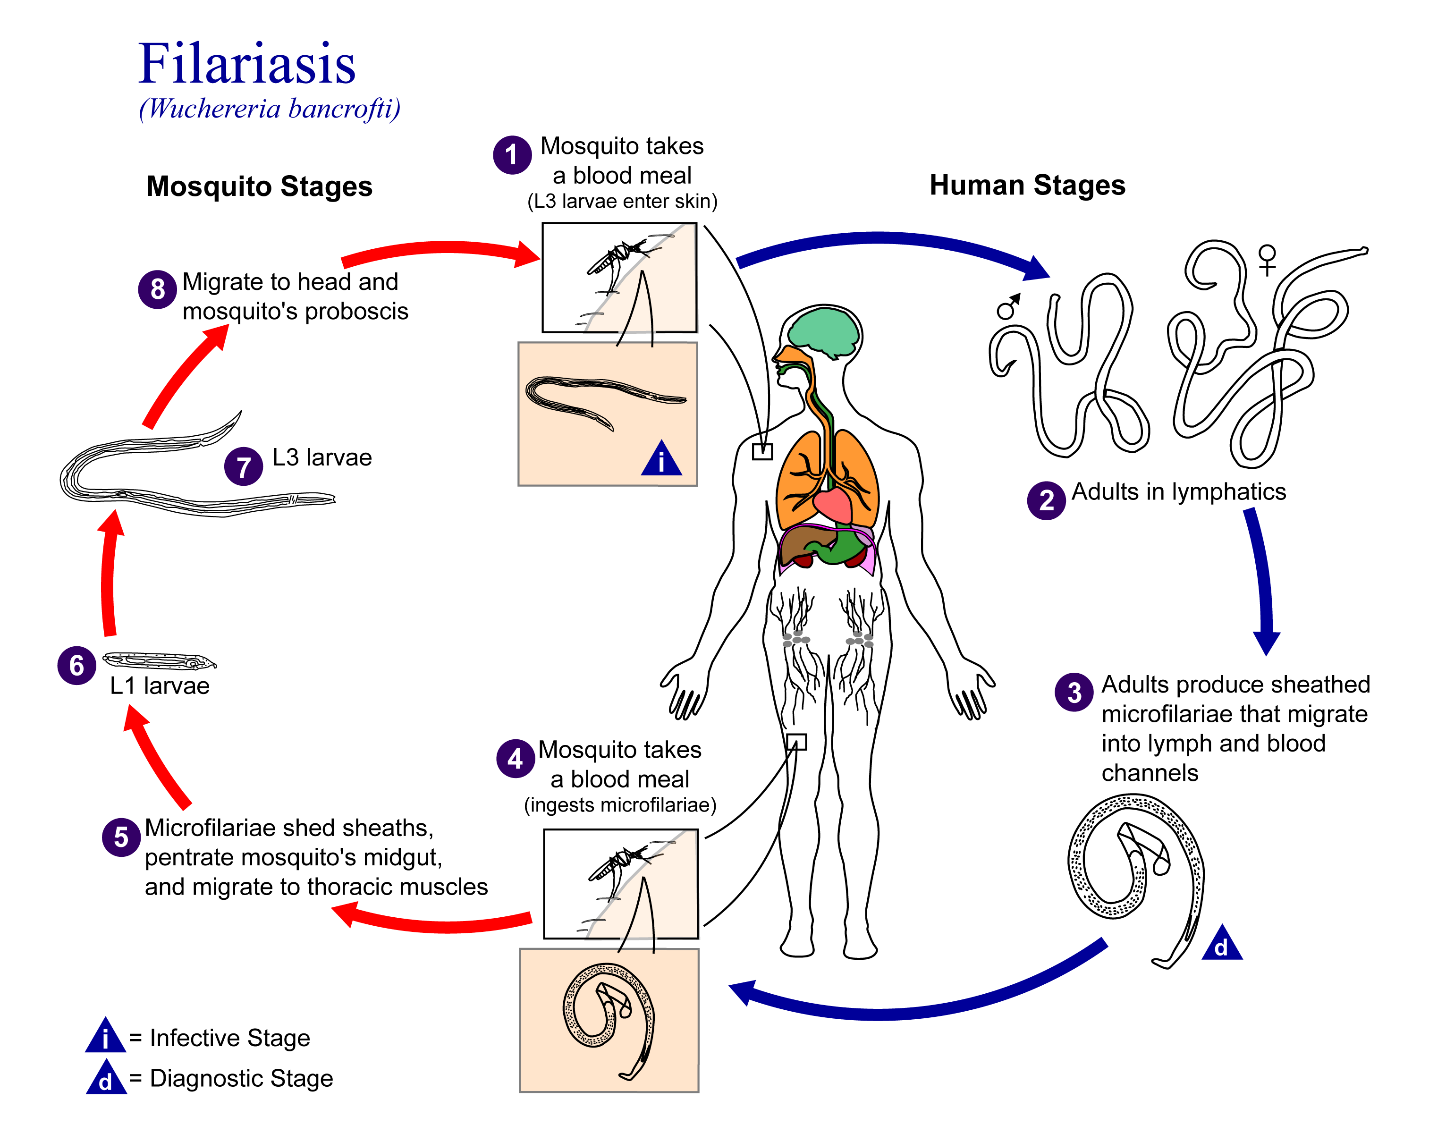 Filariasis
(Wuchereria bancrofti)
Mosquito Stages
Human Stages
1 Mosquito takes
a blood meal
(L3 larvae enter skin)
i
♂
♀
2 Adults in lymphatics
3 Adults produce sheathed
microfilariae that migrate
into lymph and blood
channels
d
4 Mosquito takes
a blood meal
(ingests microfilariae)
5 Microfilariae shed sheaths,
pentrate mosquito's midgut,
and migrate to thoracic muscles
6
L1 larvae
7 L3 larvae
8 Migrate to head and
mosquito's proboscis
i = Infective Stage
d = Diagnostic Stage